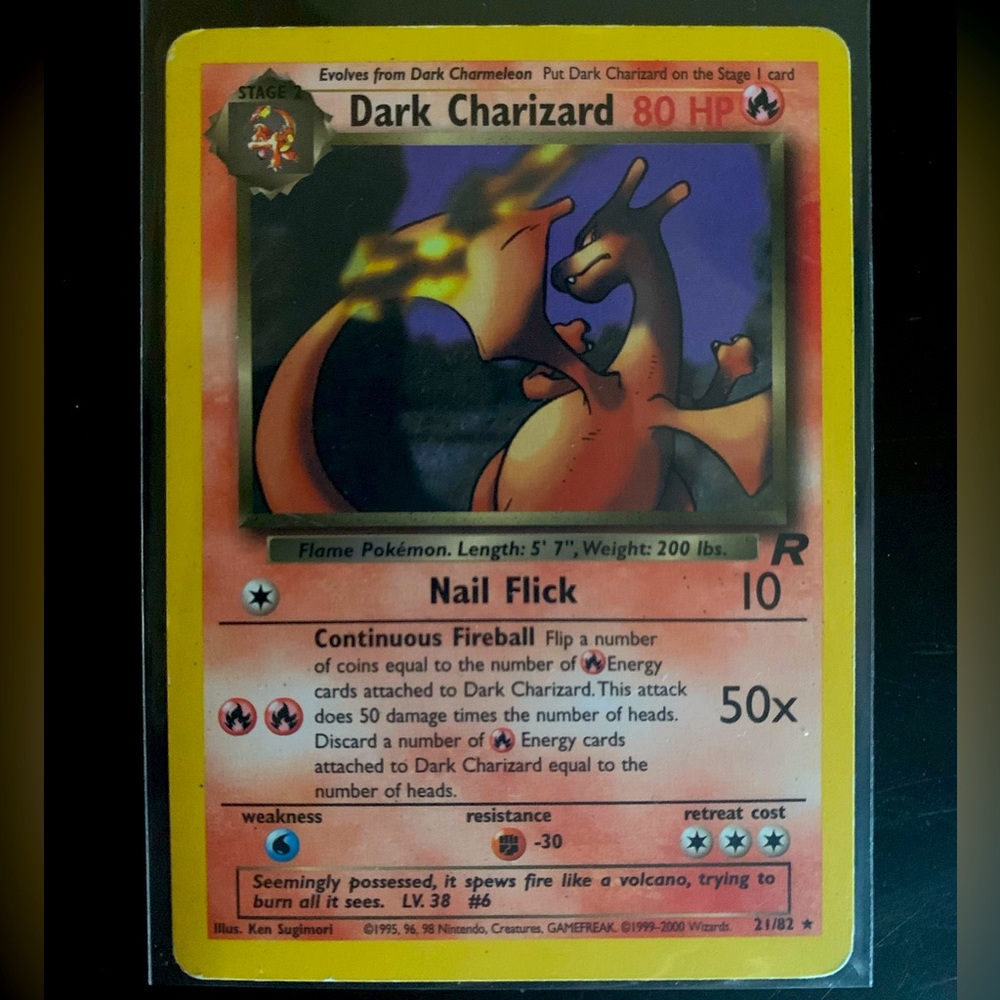 Evolves from Dark Charmeleon Put Dark Charizard on the Stage 1 card
STAGE 2
Dark Charizard 80 HP
Flame Pokémon. Length: 5' 7", Weight: 200 lbs.
R
Nail Flick 10
Continuous Fireball Flip a number
of coins equal to the number of Energy
cards attached to Dark Charizard. This attack
does 50 damage times the number of heads.
Discard a number of Energy cards
attached to Dark Charizard equal to the
number of heads.
50x
weakness resistance retreat cost
-30
Seemingly possessed, it spews fire like a volcano, trying to
burn all it sees. LV. 38 #6
Illus. Ken Sugimori ©1995, 96, 98 Nintendo, Creatures, GAMEFREAK. ©1999-2000 Wizards. 21/82 ★